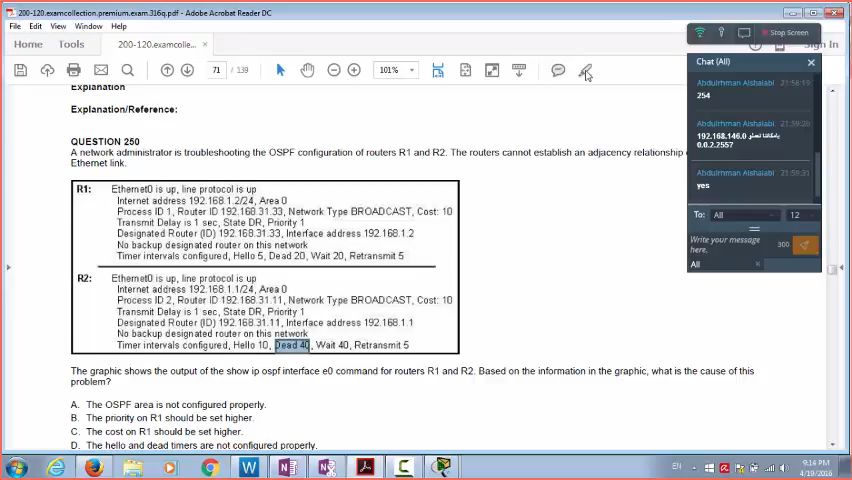 200-120.examcollection.premium.exam.316q.pdf - Adobe Acrobat Reader DC
File Edit View Window Help
Home Tools 200-120.examcolle... × Sign In
71 / 139 101%
Stop Screen
Explanation
Explanation/Reference:
QUESTION 250
A network administrator is troubleshooting the OSPF configuration of routers R1 and R2. The routers cannot establish an adjacency relationship
Ethernet link.
R1: Ethernet0 is up, line protocol is up
Internet address 192.168.1.2/24, Area 0
Process ID 1, Router ID 192.168.31.33, Network Type BROADCAST, Cost: 10
Transmit Delay is 1 sec, State DR, Priority 1
Designated Router (ID) 192.168.31.33, Interface address 192.168.1.2
No backup designated router on this network
Timer intervals configured, Hello 5, Dead 20, Wait 20, Retransmit 5
R2: Ethernet0 is up, line protocol is up
Internet address 192.168.1.1/24, Area 0
Process ID 2, Router ID 192.168.31.11, Network Type BROADCAST, Cost: 10
Transmit Delay is 1 sec, State DR, Priority 1
Designated Router (ID) 192.168.31.11, Interface address 192.168.1.1
No backup designated router on this network
Timer intervals configured, Hello 10, Dead 40, Wait 40, Retransmit 5
The graphic shows the output of the show ip ospf interface e0 command for routers R1 and R2. Based on the information in the graphic, what is the cause of this
problem?
A. The OSPF area is not configured properly.
B. The priority on R1 should be set higher.
C. The cost on R1 should be set higher.
D. The hello and dead timers are not configured properly.
Chat (All)
Abdulrhman Alshalabi 21:56:19
254
Abdulrhman Alshalabi 21:59:26
192.168.146.0
0.0.2.255?
Abdulrhman Alshalabi 21:59:31
yes
To: All 12
Write your message
here. 300
All ×
EN 9:14 PM
4/19/2016